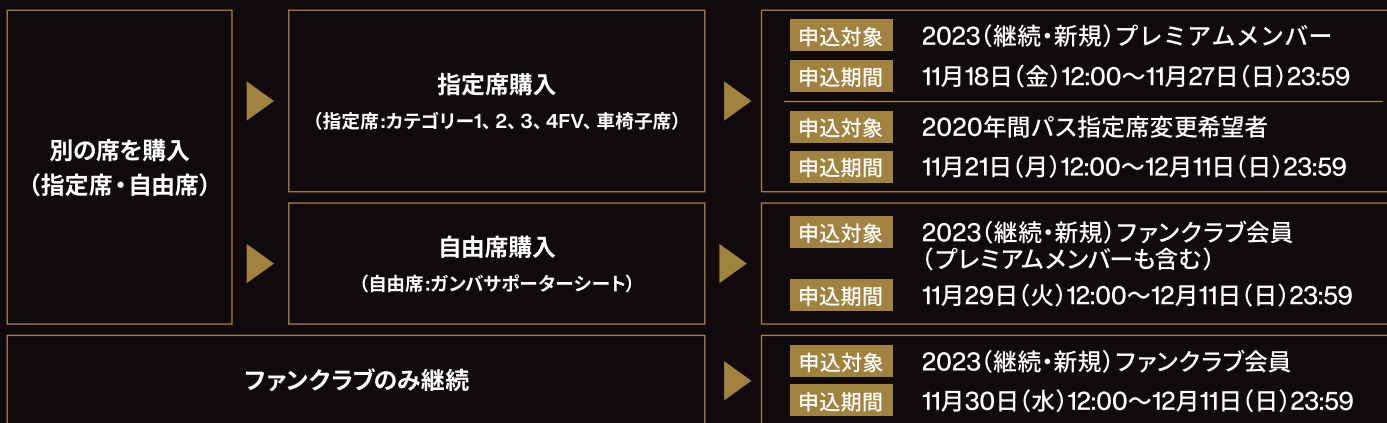 別の席を購入
（指定席・自由席）
指定席購入
（指定席:カテゴリー1、2、3、4FV、車椅子席）
申込対象 2023（継続・新規）プレミアムメンバー
申込期間 11月18日（金）12:00〜11月27日（日）23:59
申込対象 2020年間パス指定席変更希望者
申込期間 11月21日（月）12:00〜12月11日（日）23:59
自由席購入
（自由席:ガンバサポーターシート）
申込対象 2023（継続・新規）ファンクラブ会員
（プレミアムメンバーも含む）
申込期間 11月29日（火）12:00〜12月11日（日）23:59
ファンクラブのみ継続
申込対象 2023（継続・新規）ファンクラブ会員
申込期間 11月30日（水）12:00〜12月11日（日）23:59